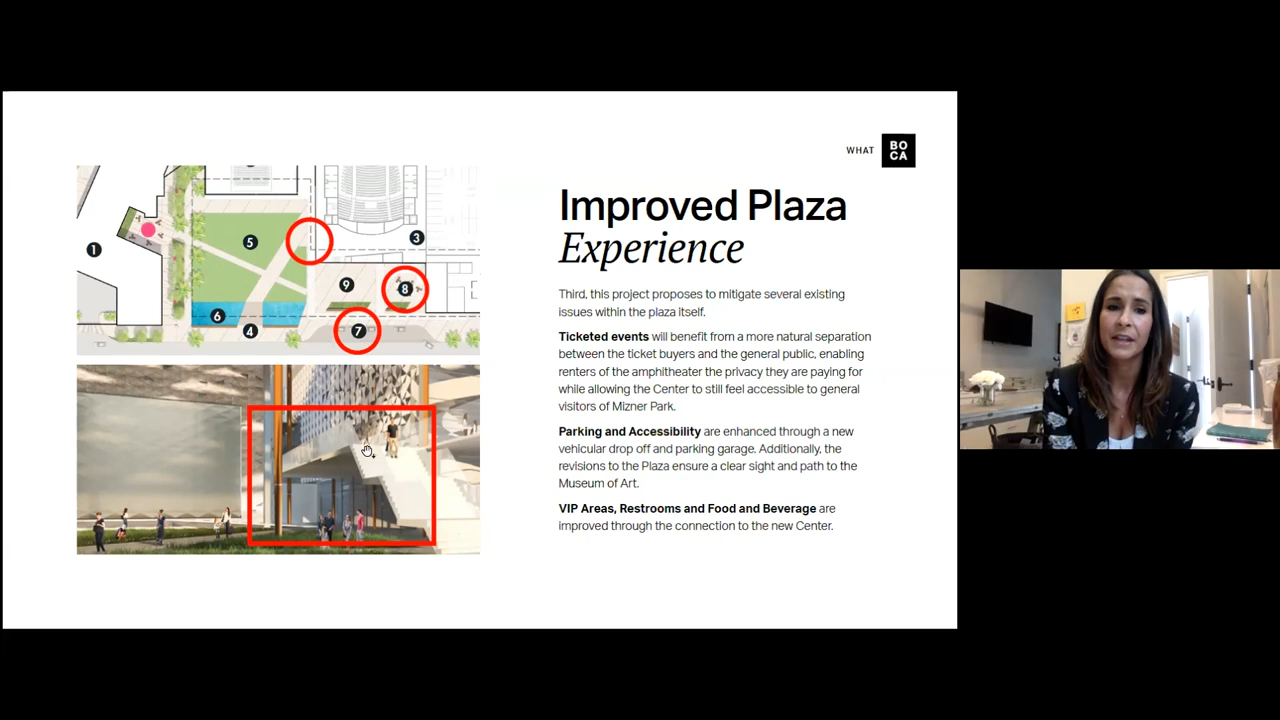 WHAT
BO
CA
5
1
3
9
8
6
4
7
Improved Plaza
Experience
Third, this project proposes to mitigate several existing
issues within the plaza itself.
Ticketed events will benefit from a more natural separation
between the ticket buyers and the general public, enabling
renters of the amphitheater the privacy they are paying for
while allowing the Center to still feel accessible to general
visitors of Mizner Park.
Parking and Accessibility are enhanced through a new
vehicular drop off and parking garage. Additionally, the
revisions to the Plaza ensure a clear sight and path to the
Museum of Art.
VIP Areas, Restrooms and Food and Beverage are
improved through the connection to the new Center.